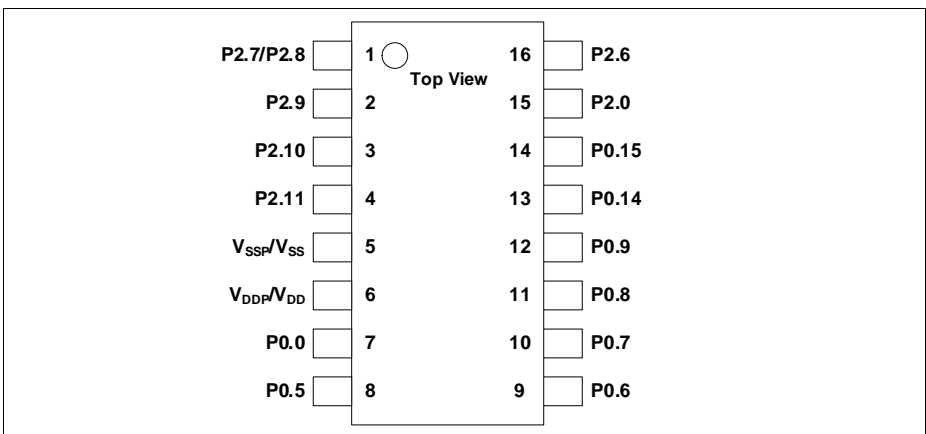 P2.7/P2.8 1 16 P2.6
Top View
P2.9 2 15 P2.0
P2.10 3 14 P0.15
P2.11 4 13 P0.14
VSSP/VSS 5 12 P0.9
VDDP/VDD 6 11 P0.8
P0.0 7 10 P0.7
P0.5 8 9 P0.6